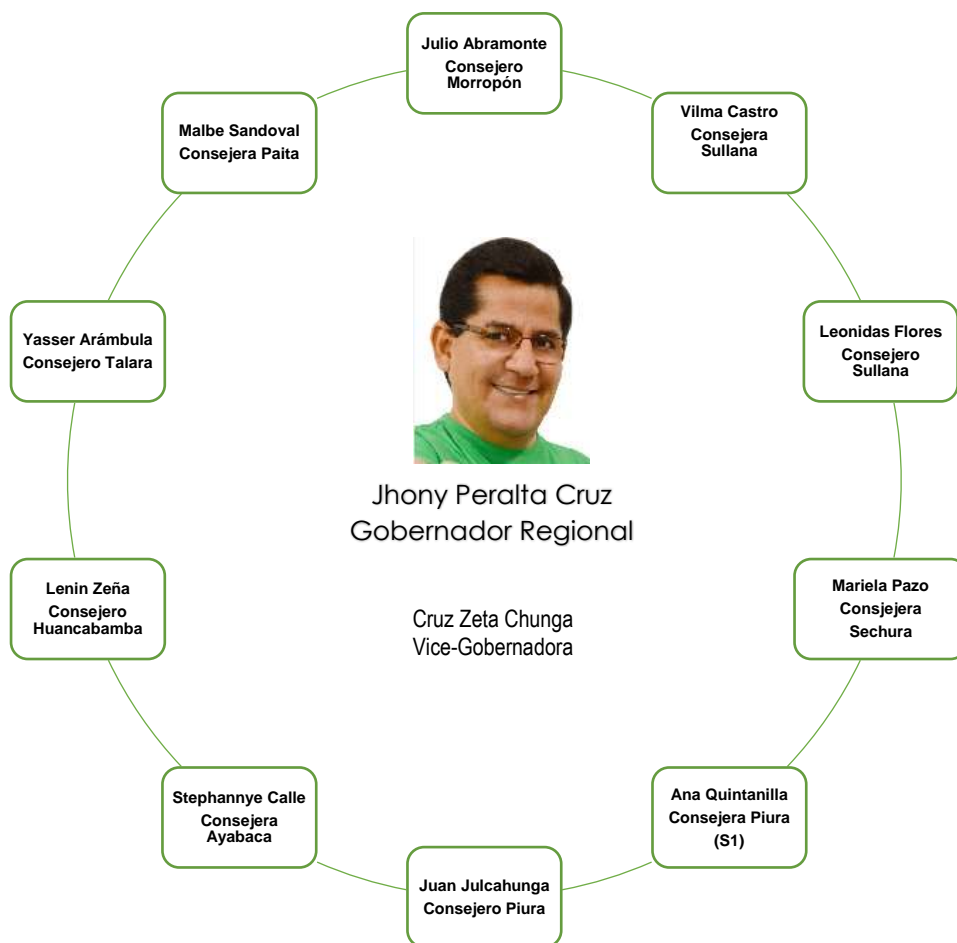 Julio Abramonte
Consejero
Morropón
Vilma Castro
Consejera
Sullana
Leonidas Flores
Consejero
Sullana
Mariela Pazo
Consjejera
Sechura
Ana Quintanilla
Consejera Piura
(S1)
Juan Julcahunga
Consejero Piura
Stephannye Calle
Consejera
Ayabaca
Lenin Zeña
Consejero
Huancabamba
Yasser Arámbula
Consejero Talara
Malbe Sandoval
Consejera Paita
Jhony Peralta Cruz
Gobernador Regional
Cruz Zeta Chunga
Vice-Gobernadora